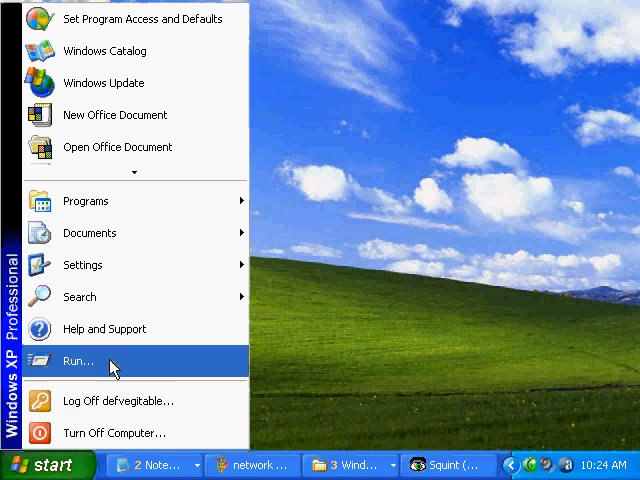 Set Program Access and Defaults
Windows Catalog
Windows Update
New Office Document
Open Office Document
Programs
Documents
Settings
Search
Help and Support
Run...
Log Off defvegitable...
Turn Off Computer...
Windows XP Professional
start
2 Note...
network ...
3 Wind...
Squint (...
10:24 AM